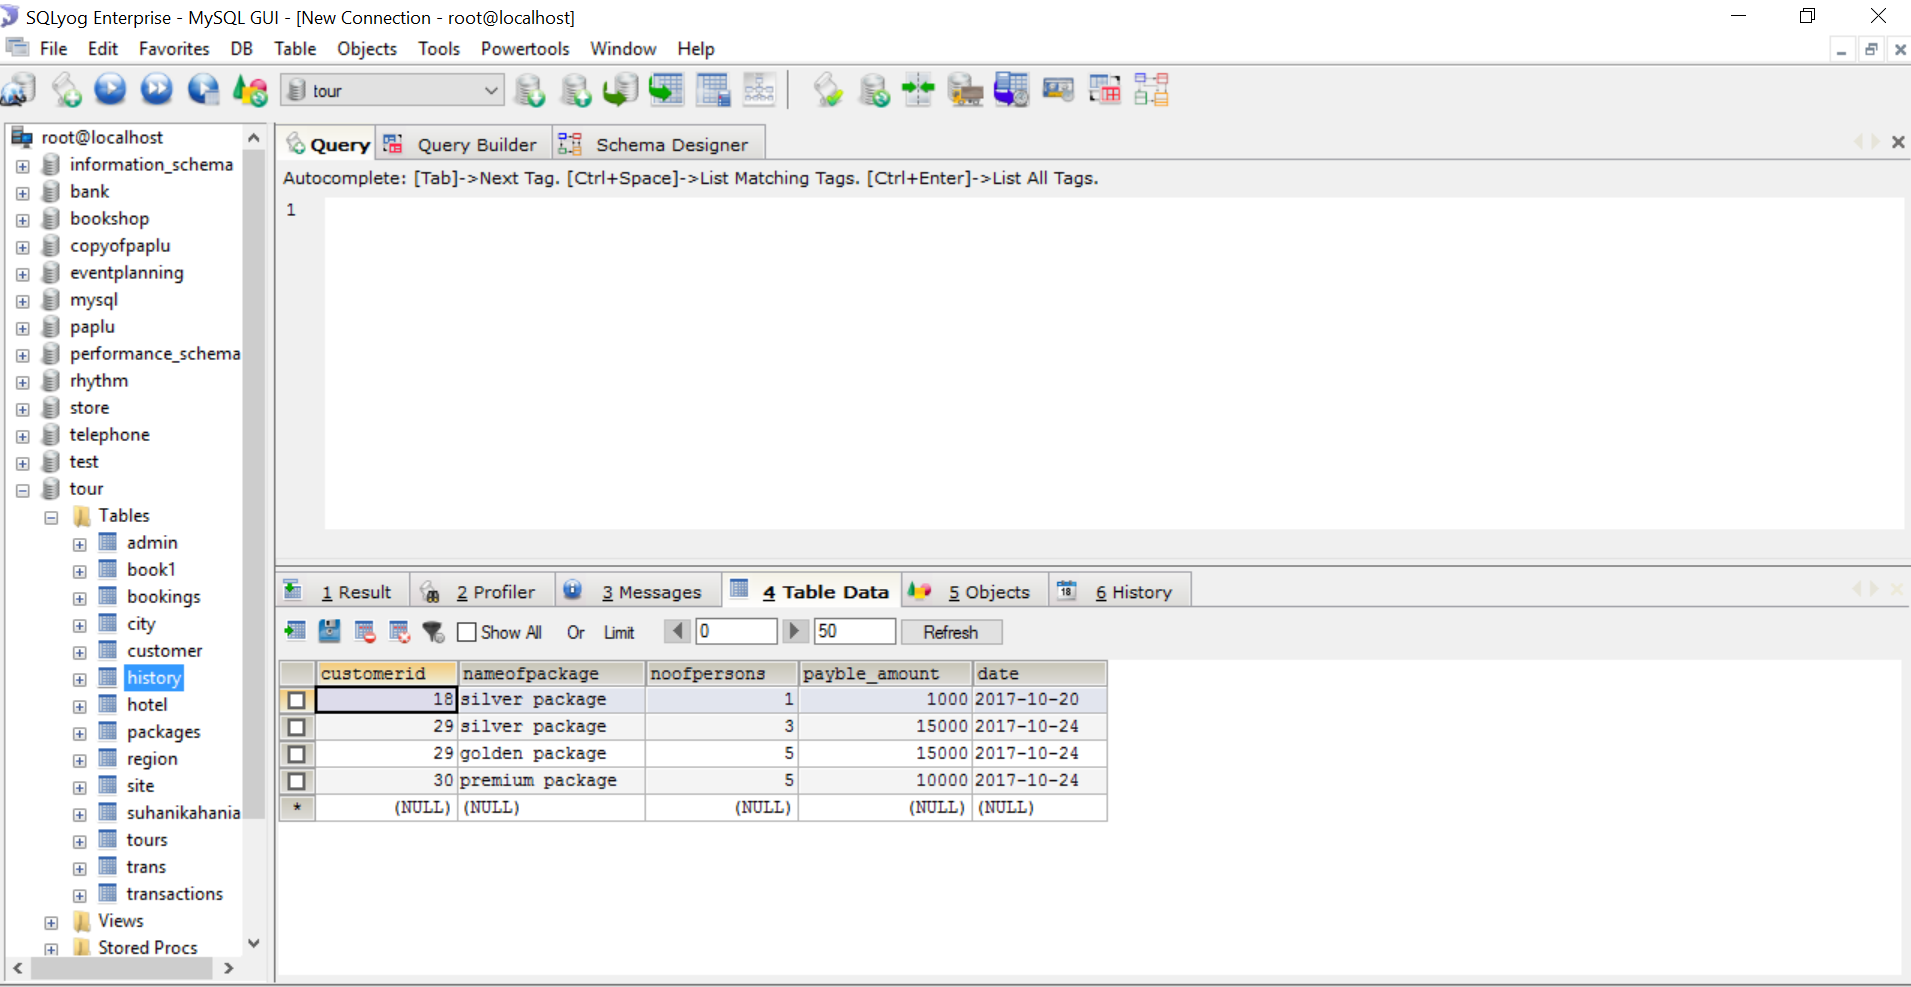 SQLyog Enterprise - MySQL GUI - [New Connection - root@localhost]
File Edit Favorites DB Table Objects Tools Powertools Window Help
tour
root@localhost
information_schema
bank
bookshop
copyofpaplu
eventplanning
mysql
paplu
performance_schema
rhythm
store
telephone
test
tour
Tables
admin
book1
bookings
city
customer
history
hotel
packages
region
site
suhanikahania
tours
trans
transactions
Views
Stored Procs
Query Query Builder Schema Designer
Autocomplete: [Tab]->Next Tag. [Ctrl+Space]->List Matching Tags. [Ctrl+Enter]->List All Tags.
1
1 Result 2 Profiler 3 Messages 4 Table Data 5 Objects 18 6 History
Show All Or Limit 0 50 Refresh
customerid nameofpackage noofpersons payble_amount date
18 silver package 1 1000 2017-10-20
29 silver package 3 15000 2017-10-24
29 golden package 5 15000 2017-10-24
30 premium package 5 10000 2017-10-24
* (NULL) (NULL) (NULL) (NULL) (NULL)